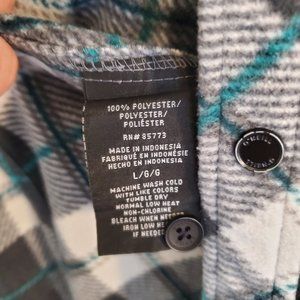 100% POLYESTER/
POLYESTER/
POLIÉSTER
RN# 85773
MADE IN INDONESIA
FABRIQUÉ EN INDONÉSIE
HECHO EN INDONESIA
L/G/G
MACHINE WASH COLD
WITH LIKE COLORS
TUMBLE DRY
NORMAL LOW HEAT
NON-CHLORINE
BLEACH WHEN NEEDED
IRON LOW HEAT
IF NEEDED